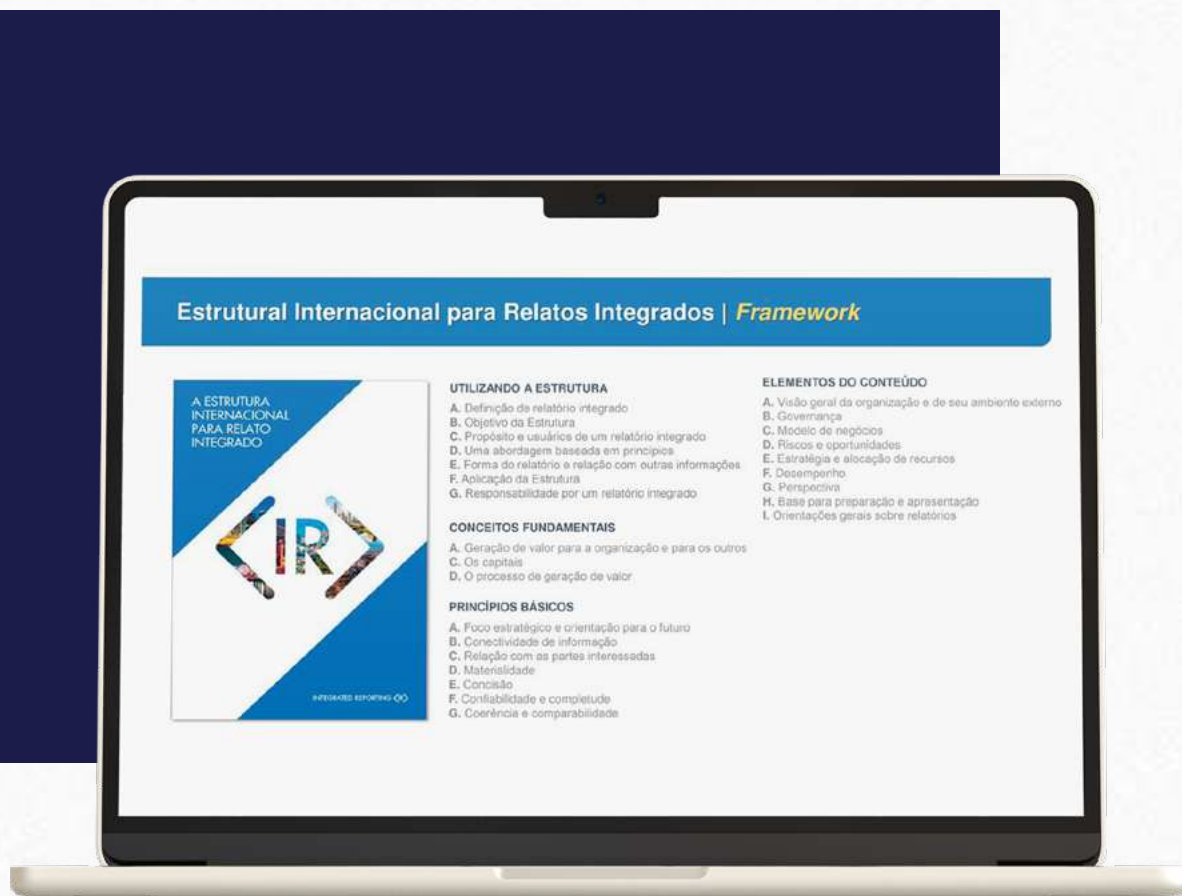 Estrutural Internacional para Relatos Integrados | Framework
A ESTRUTURA
INTERNACIONAL
PARA RELATO
INTEGRADO
<IR>
INTEGRATED REPORTING <IR>
UTILIZANDO A ESTRUTURA
A. Definição de relatório integrado
B. Objetivo da Estrutura
C. Propósito e usuários de um relatório integrado
D. Uma abordagem baseada em princípios
E. Forma do relatório e relação com outras informações
F. Aplicação da Estrutura
G. Responsabilidade por um relatório integrado
CONCEITOS FUNDAMENTAIS
A. Geração de valor para a organização e para os outros
C. Os capitais
D. O processo de geração de valor
PRINCÍPIOS BÁSICOS
A. Foco estratégico e orientação para o futuro
B. Conectividade de informação
C. Relação com as partes interessadas
D. Materialidade
E. Concisão
F. Confiabilidade e completude
G. Coerência e comparabilidade
ELEMENTOS DO CONTEÚDO
A. Visão geral da organização e de seu ambiente externo
B. Governança
C. Modelo de negócios
D. Riscos e oportunidades
E. Estratégia e alocação de recursos
F. Desempenho
G. Perspectiva
H. Base para preparação e apresentação
I. Orientações gerais sobre relatórios